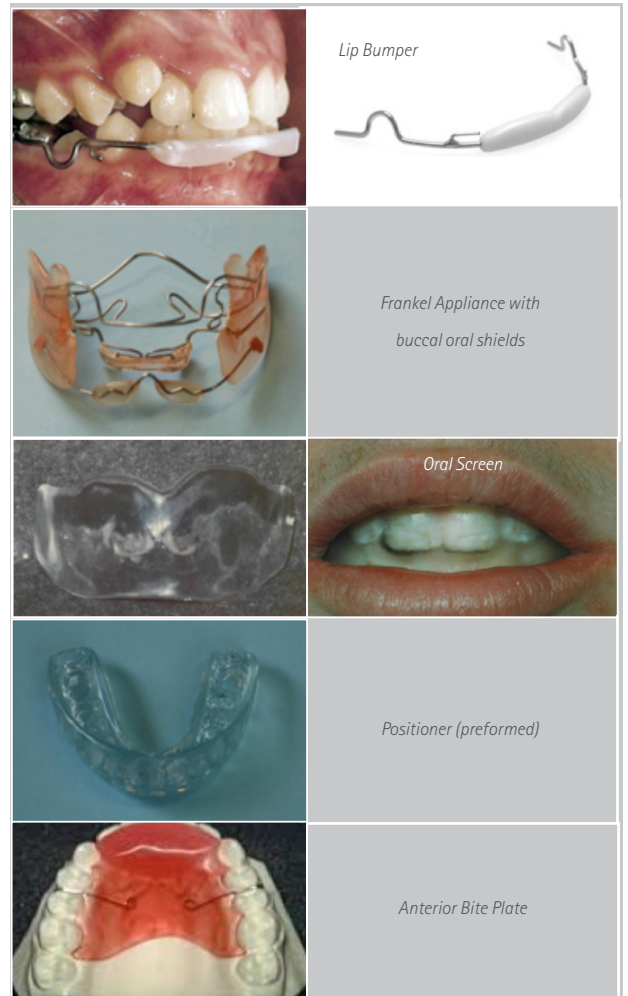 Lip Bumper
Frankel Appliance with
buccal oral shields
Oral Screen
Positioner (preformed)
Anterior Bite Plate